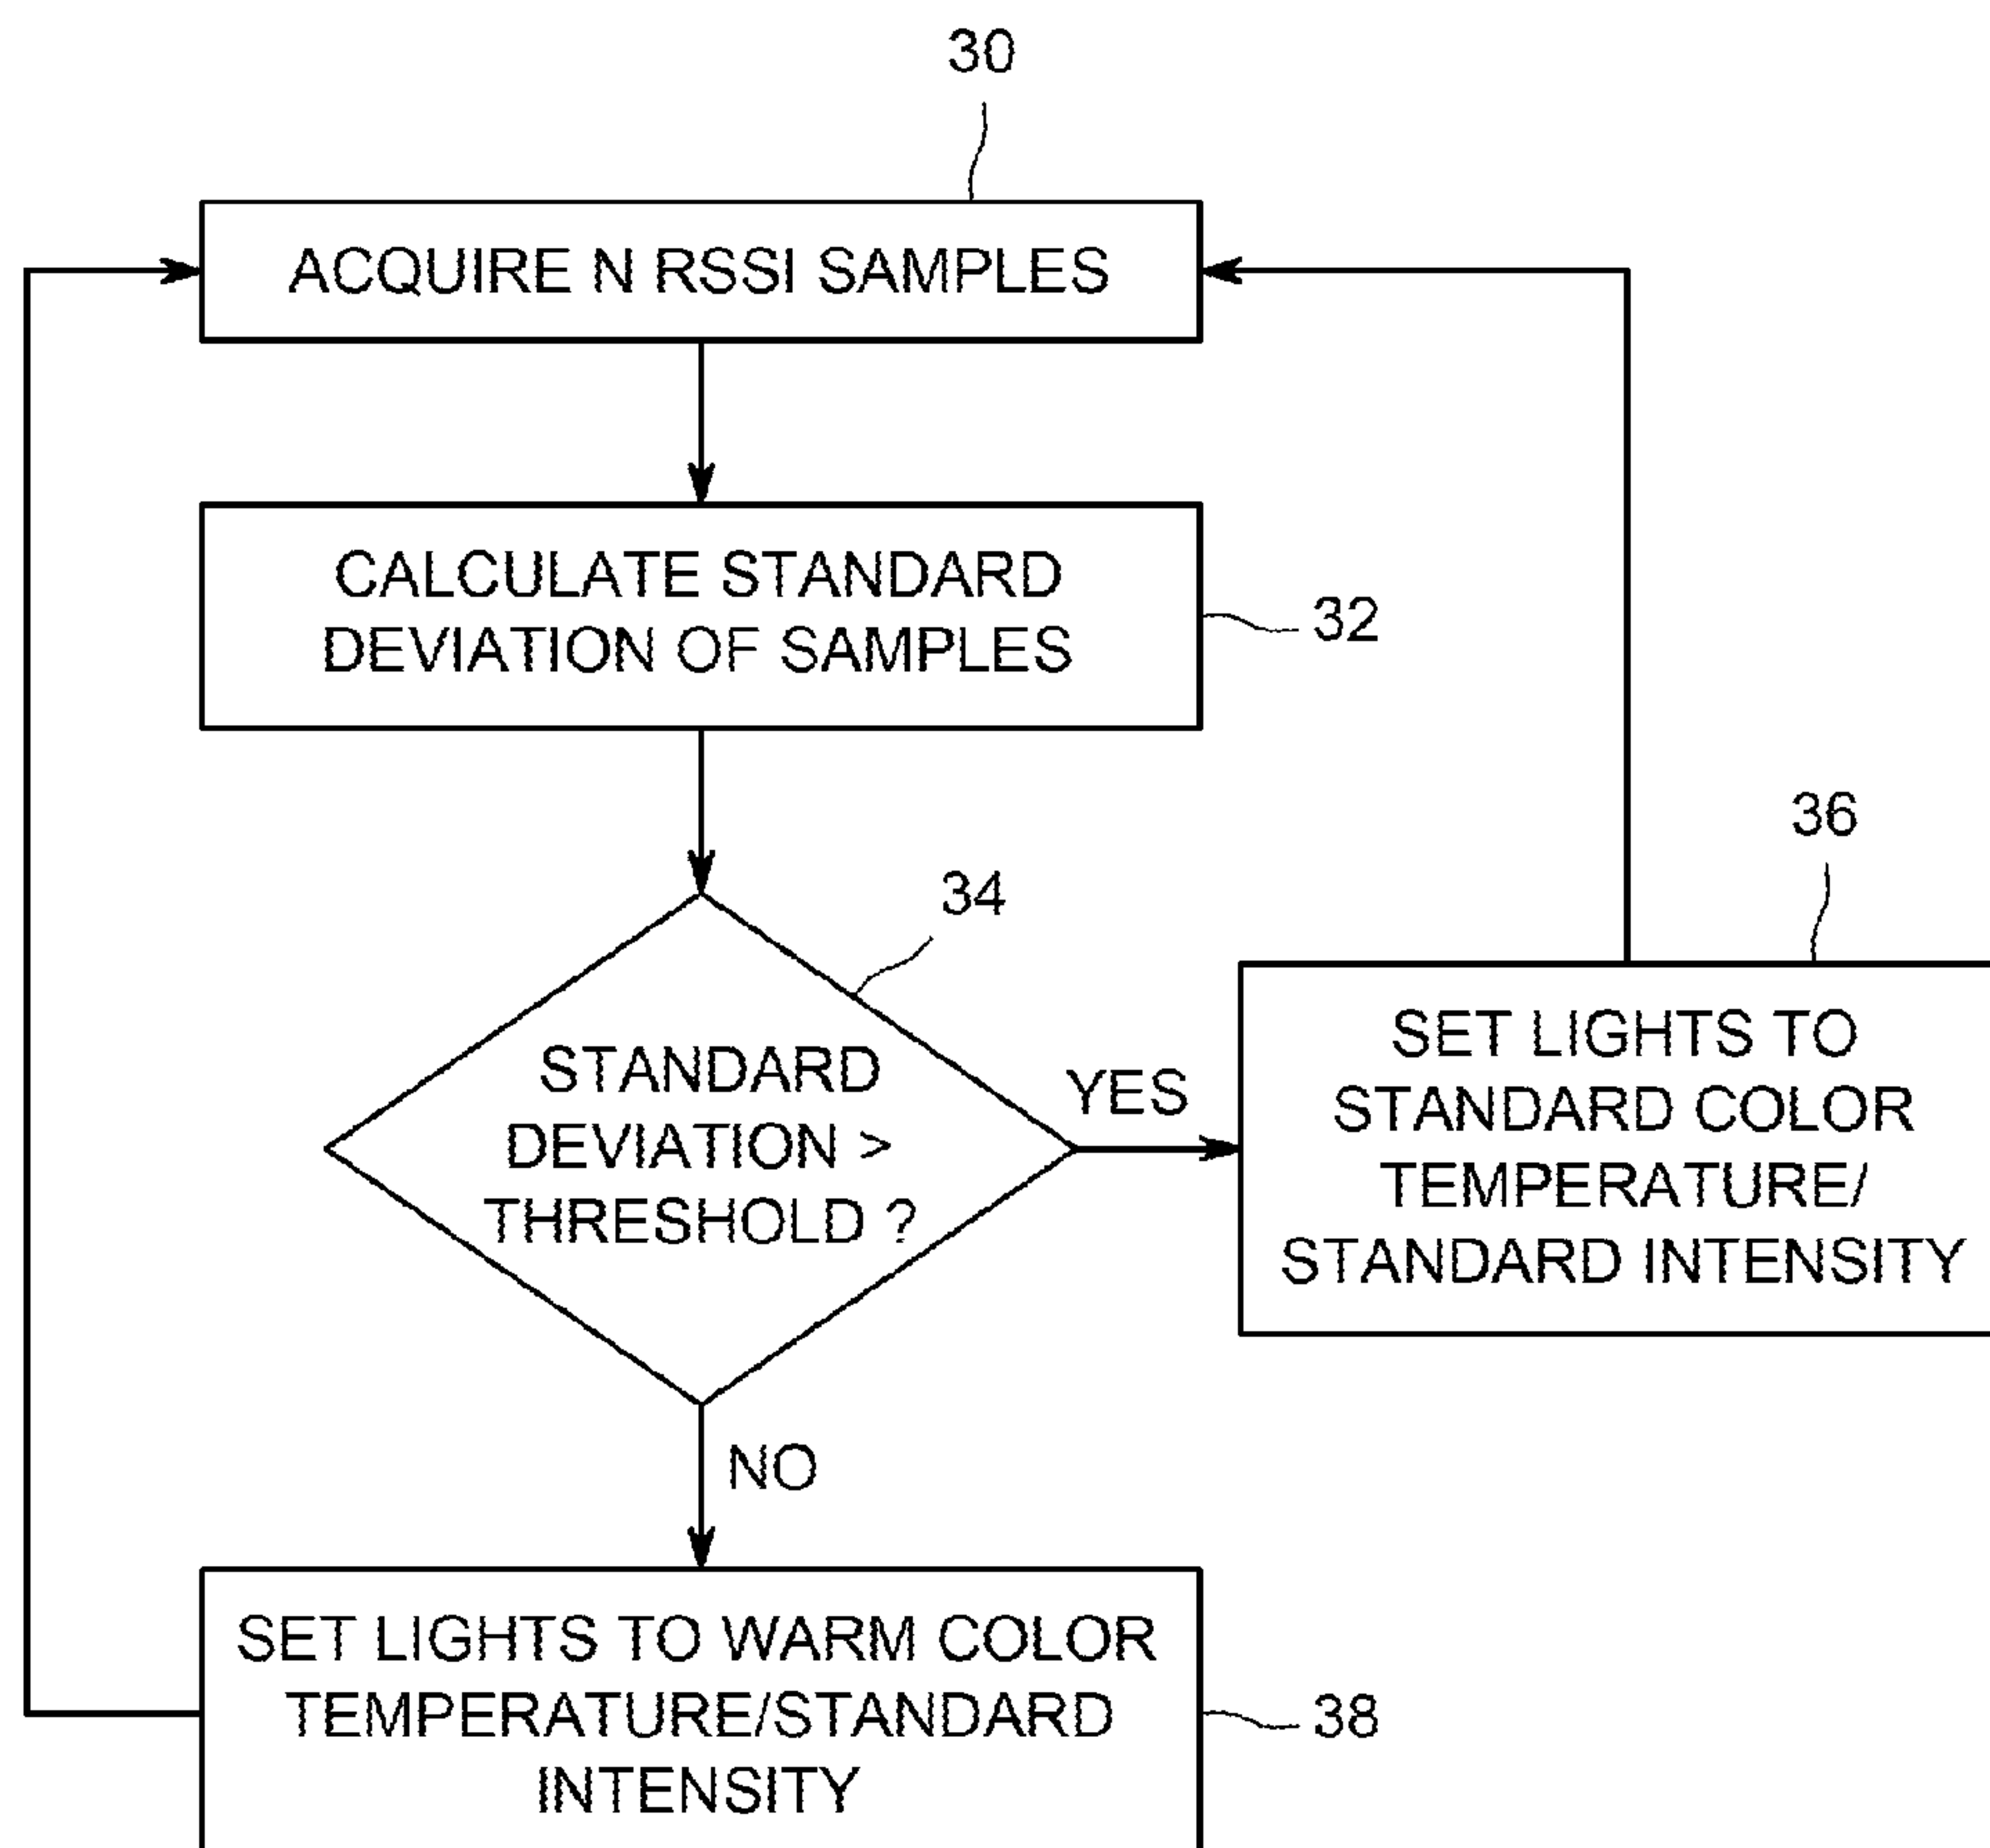 30
ACQUIRE N RSSI SAMPLES
CALCULATE STANDARD
DEVIATION OF SAMPLES
32
34
STANDARD
DEVIATION >
THRESHOLD ?
YES
36
SET LIGHTS TO
STANDARD COLOR
TEMPERATURE/
STANDARD INTENSITY
NO
SET LIGHTS TO WARM COLOR
TEMPERATURE/STANDARD
INTENSITY
38